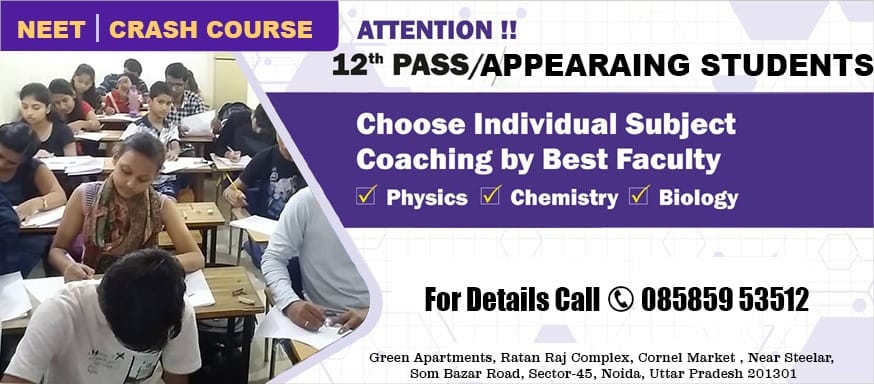 NEET | CRASH COURSE
ATTENTION !!
12th PASS/APPEARAING STUDENTS
Choose Individual Subject
Coaching by Best Faculty
Physics Chemistry Biology
For Details Call 085859 53512
Green Apartments, Ratan Raj Complex, Cornel Market , Near Steelar,
Som Bazar Road, Sector-45, Noida, Uttar Pradesh 201301